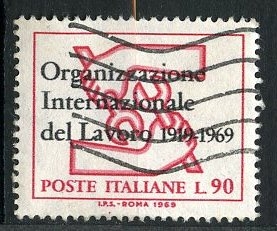 Organizzazione
Internazionale
del Lavoro 1919-1969
POSTE ITALIANE L. 90
I.P.S. - ROMA 1969